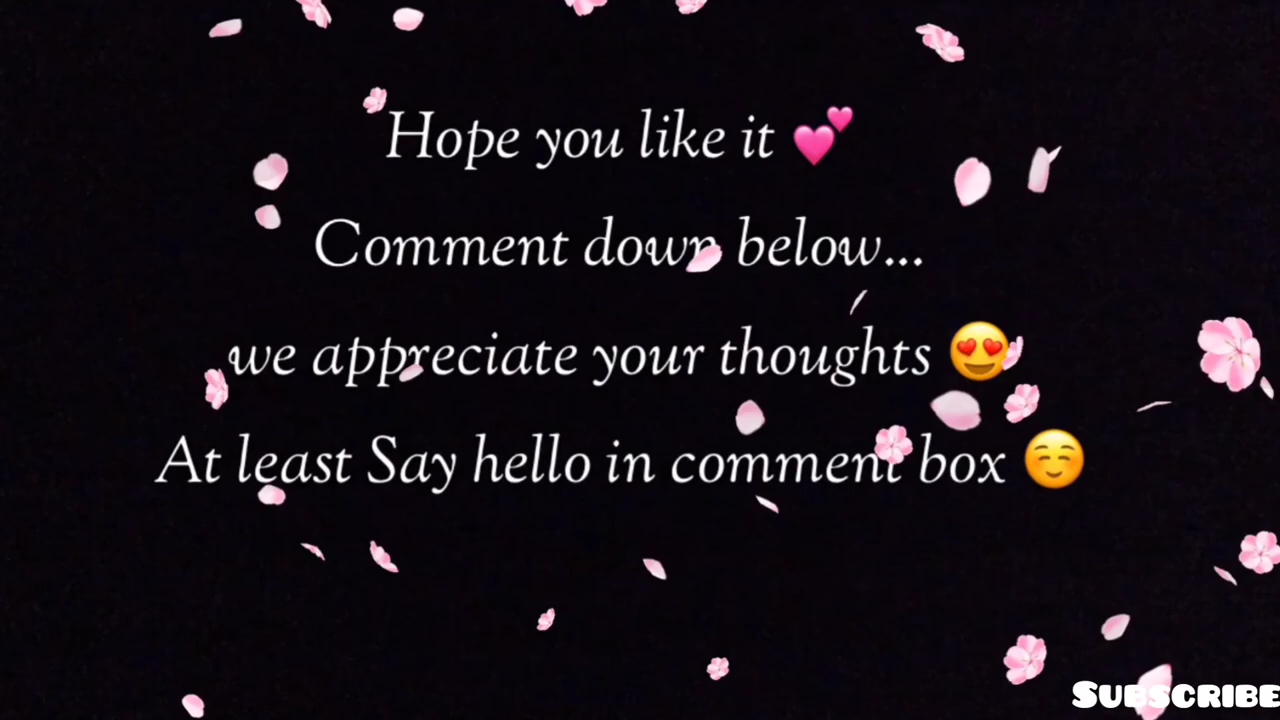 Hope you like it 💕
Comment down below...
we appreciate your thoughts 😍
At least Say hello in comment box ☺️
SUBSCRIBE